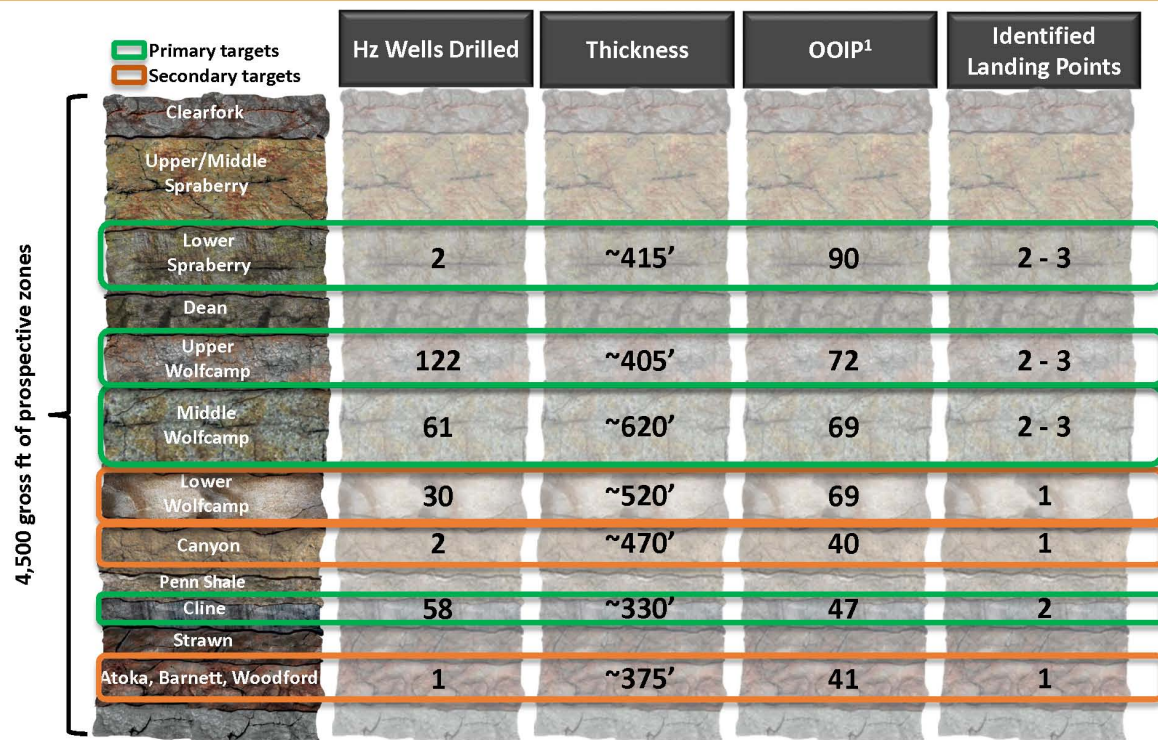 Primary targets
Secondary targets
Hz Wells Drilled
Thickness
OOIP¹
Identified
Landing Points
4,500 gross ft of prospective zones
Clearfork
Upper/Middle
Spraberry
Lower
Spraberry
2
~415’
90
2 - 3
Dean
Upper
Wolfcamp
122
~405’
72
2 - 3
Middle
Wolfcamp
61
~620’
69
2 - 3
Lower
Wolfcamp
30
~520’
69
1
Canyon
2
~470’
40
1
Penn Shale
Cline
58
~330’
47
2
Strawn
Atoka, Barnett, Woodford
1
~375’
41
1